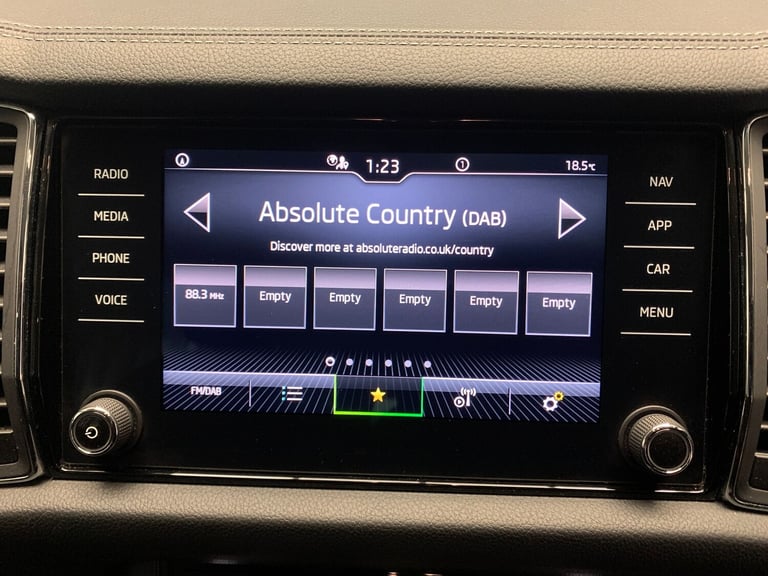 RADIO
MEDIA
PHONE
VOICE
1:23
1
18.5℃
Absolute Country (DAB)
Discover more at absoluteradio.co.uk/country
88.3 MHz
Empty
Empty
Empty
Empty
Empty
FM/DAB
NAV
APP
CAR
MENU